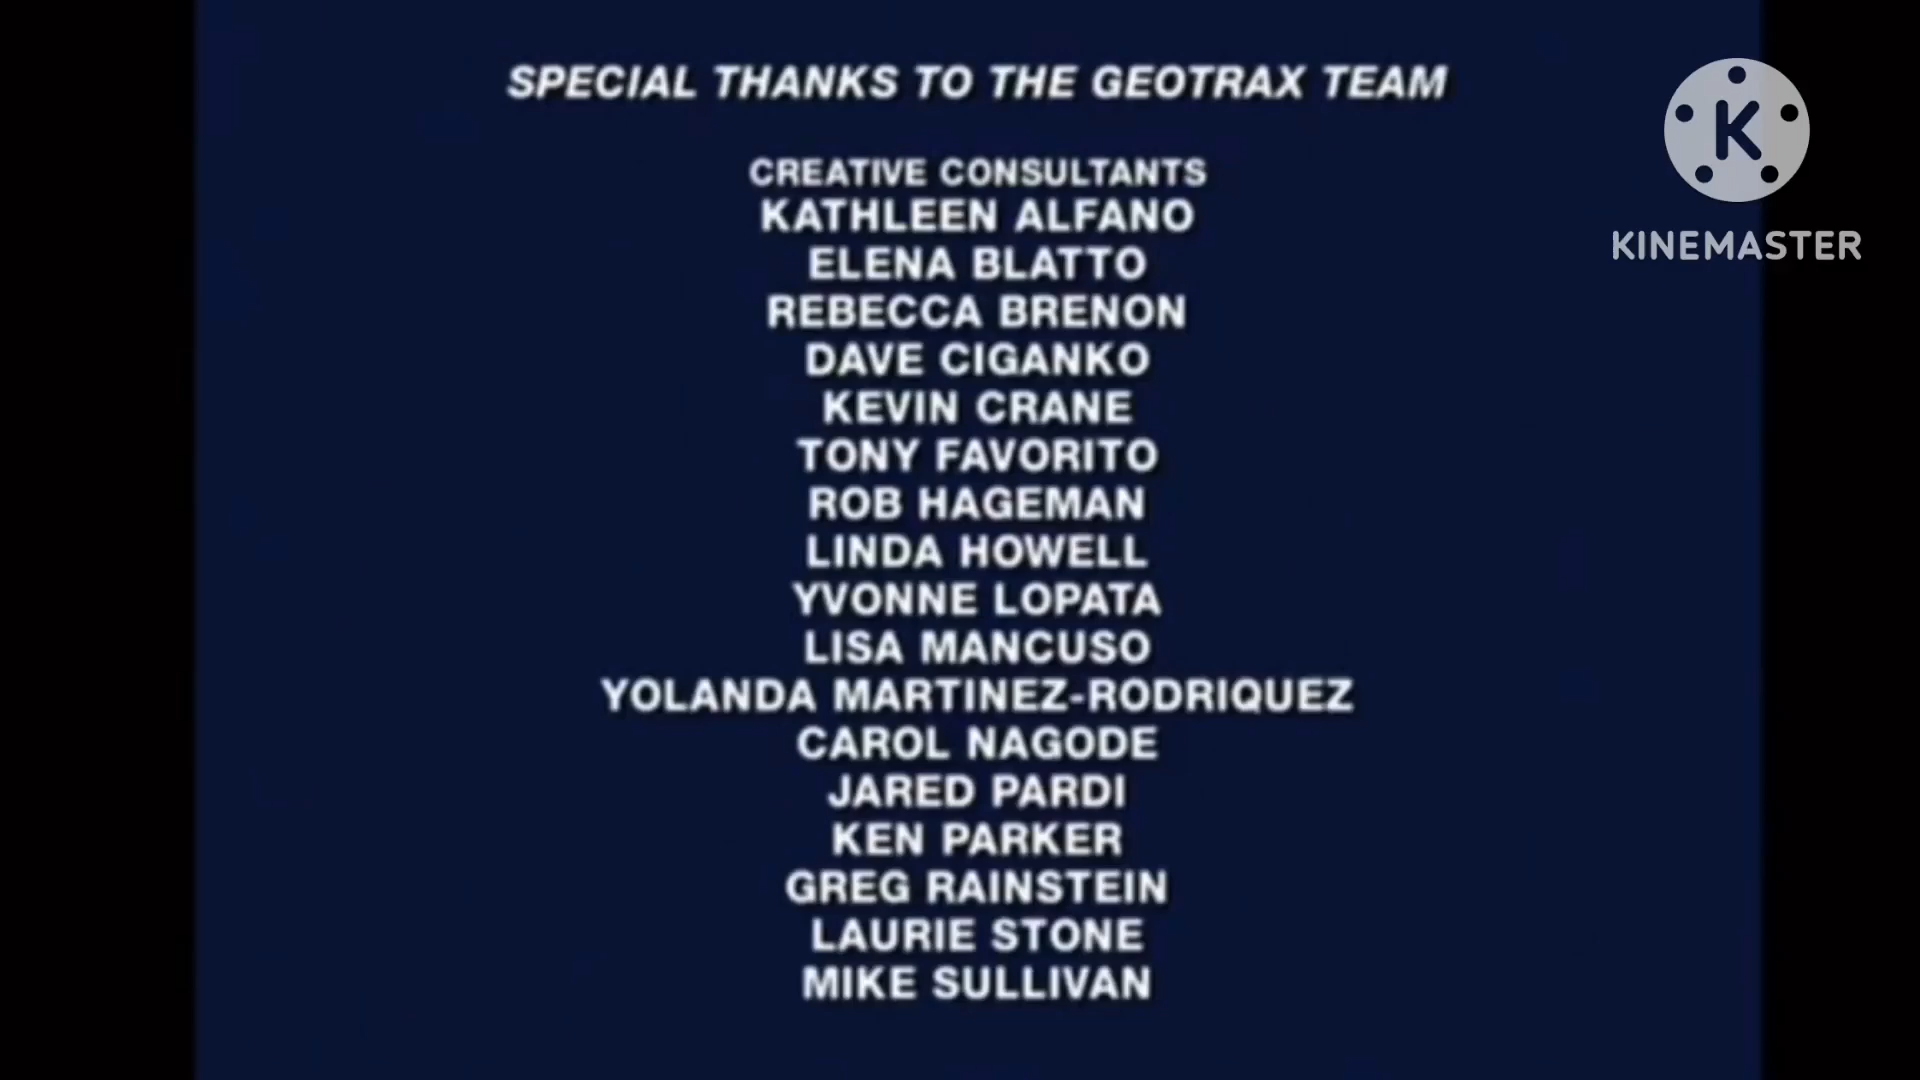 SPECIAL THANKS TO THE GEOTRAX TEAM
CREATIVE CONSULTANTS
KATHLEEN ALFANO
ELENA BLATTO
REBECCA BRENON
DAVE CIGANKO
KEVIN CRANE
TONY FAVORITO
ROB HAGEMAN
LINDA HOWELL
YVONNE LOPATA
LISA MANCUSO
YOLANDA MARTINEZ-RODRIQUEZ
CAROL NAGODE
JARED PARDI
KEN PARKER
GREG RAINSTEIN
LAURIE STONE
MIKE SULLIVAN
K
KINEMASTER